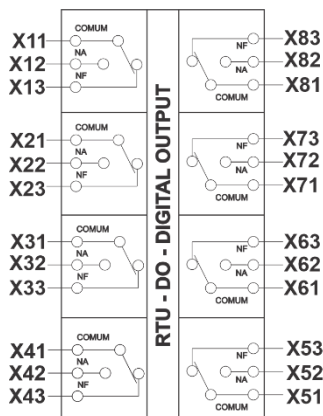 X11 COMUM
X12 NA
X13 NF
X21 COMUM
X22 NA
X23 NF
X31 COMUM
X32 NA
X33 NF
X41 COMUM
X42 NA
X43 NF
RTU - DO - DIGITAL OUTPUT
NF X83
NA X82
COMUM X81
NF X73
NA X72
COMUM X71
NF X63
NA X62
COMUM X61
NF X53
NA X52
COMUM X51